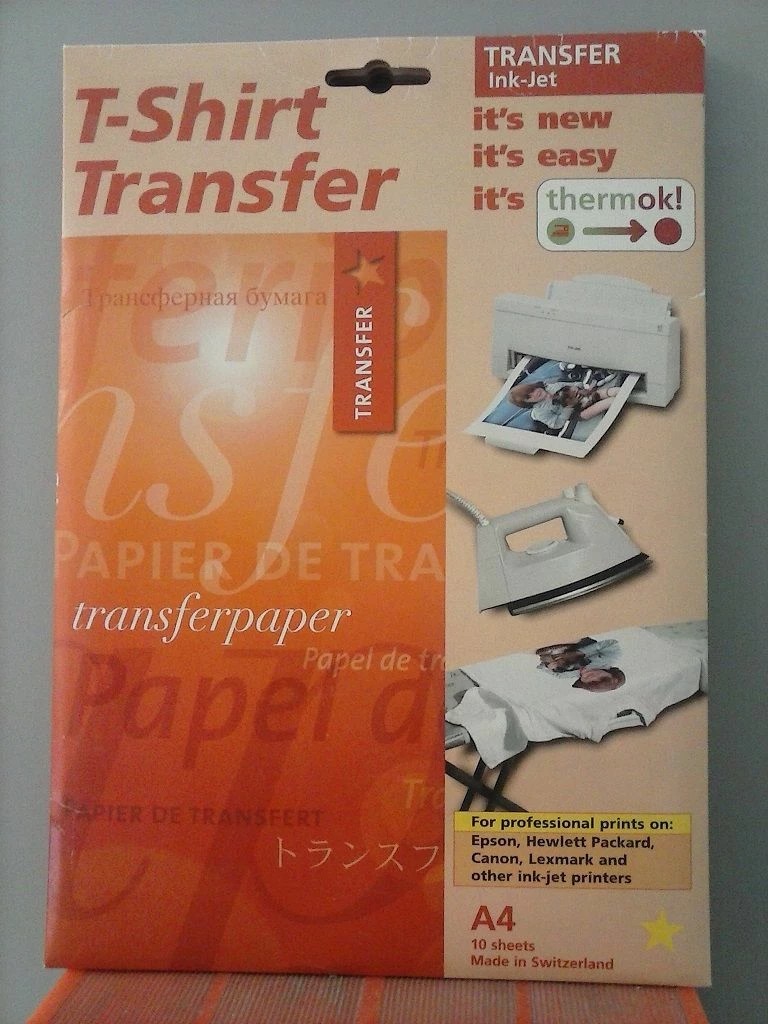 T-Shirt
Transfer
TRANSFER
Ink-Jet
it's new
it's easy
it's thermok!
Трансферная бумага
TRANSFER
PAPIER DE TRA
transferpaper
Papel de tr
Papel d
PAPIER DE TRANSFERT
トランスフ
For professional prints on:
Epson, Hewlett Packard,
Canon, Lexmark and
other ink-jet printers
A4
10 sheets
Made in Switzerland